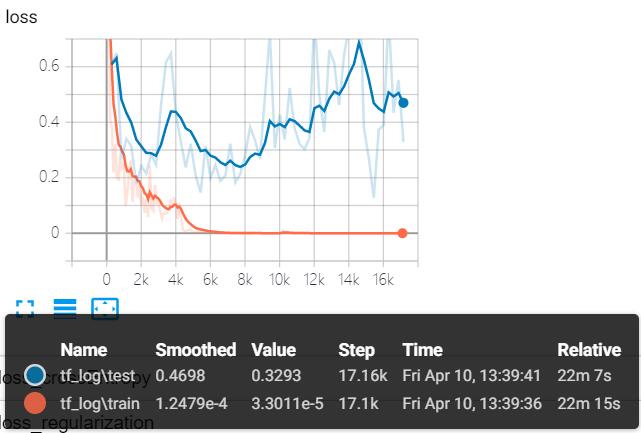 loss
0.6
0.4
0.2
0
0 2k 4k 6k 8k 10k 12k 14k 16k
Name Smoothed Value Step Time Relative
tf_log\test 0.4698 0.3293 17.16k Fri Apr 10, 13:39:41 22m 7s
tf_log\train 1.2479e-4 3.3011e-5 17.1k Fri Apr 10, 13:39:36 22m 15s
loss_regularization